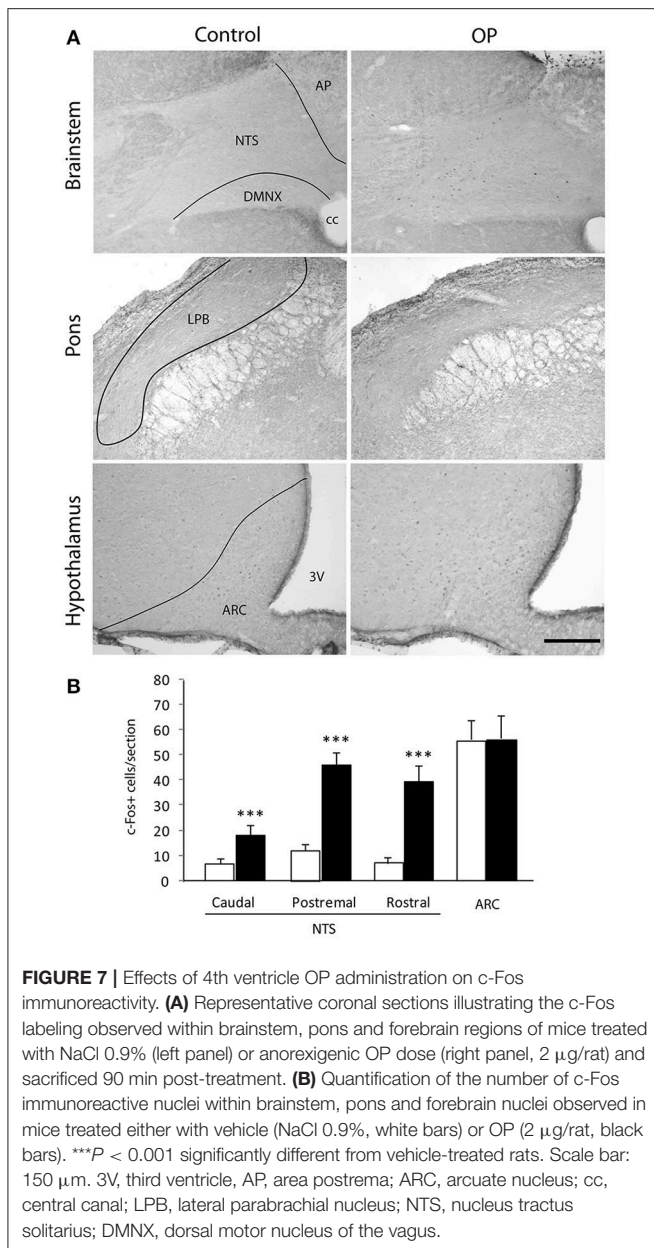 A
Control
OP
Brainstem
AP
NTS
DMNX
cc
Pons
LPB
Hypothalamus
3V
ARC
B
c-Fos+ cells/section
80
70
60
50
40
30
20
10
0
***
***
***
Caudal
Postremal
Rostral
ARC
NTS
FIGURE 7 | Effects of 4th ventricle OP administration on c-Fos
immunoreactivity. (A) Representative coronal sections illustrating the c-Fos
labeling observed within brainstem, pons and forebrain regions of mice treated
with NaCl 0.9% (left panel) or anorexigenic OP dose (right panel, 2 μg/rat) and
sacrificed 90 min post-treatment. (B) Quantification of the number of c-Fos
immunoreactive nuclei within brainstem, pons and forebrain nuclei observed in
mice treated either with vehicle (NaCl 0.9%, white bars) or OP (2 μg/rat, black
bars). ***P < 0.001 significantly different from vehicle-treated rats. Scale bar:
150 μm. 3V, third ventricle, AP, area postrema; ARC, arcuate nucleus; cc,
central canal; LPB, lateral parabrachial nucleus; NTS, nucleus tractus
solitarius; DMNX, dorsal motor nucleus of the vagus.